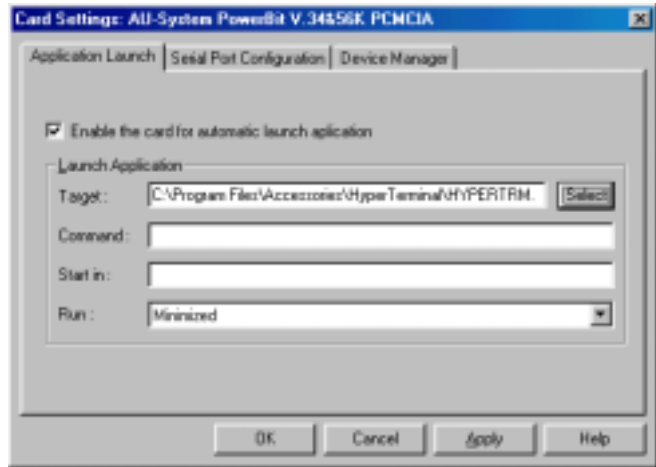 Card Settings: AU-System PowerBit V.34&56K PCMCIA
Application Launch Serial Port Configuration Device Manager
Enable the card for automatic launch aplication
Launch Application
Target : C:\Program Files\Accessories\HyperTerminal\HYPERTRM. Select
Command :
Start in :
Run : Minimized
OK Cancel Apply Help